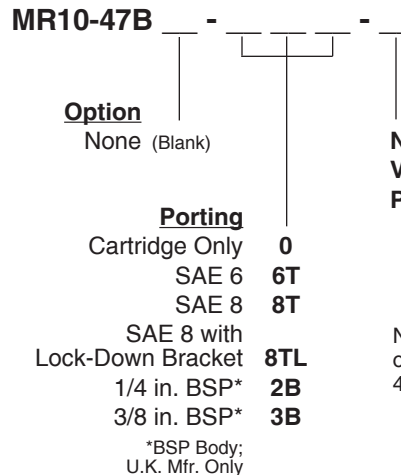 MR10-47B __ - __ __ __ - __
Option
None (Blank)
N
V
P
Porting
Cartridge Only 0
SAE 6 6T
SAE 8 8T
SAE 8 with
Lock-Down Bracket 8TL
N
o
4
1/4 in. BSP* 2B
3/8 in. BSP* 3B
*BSP Body;
U.K. Mfr. Only